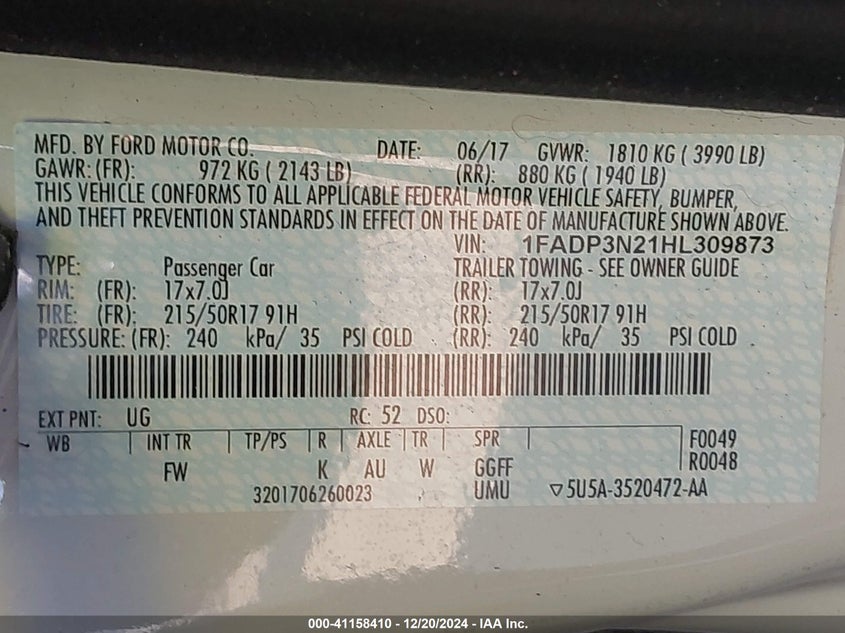 MFD. BY FORD MOTOR CO. DATE: 06/17 GVWR: 1810 KG ( 3990 LB)
GAWR: (FR): 972 KG ( 2143 LB) (RR): 880 KG ( 1940 LB)
THIS VEHICLE CONFORMS TO ALL APPLICABLE FEDERAL MOTOR VEHICLE SAFETY, BUMPER,
AND THEFT PREVENTION STANDARDS IN EFFECT ON THE DATE OF MANUFACTURE SHOWN ABOVE.
VIN: 1FADP3N21HL309873
TYPE: Passenger Car TRAILER TOWING - SEE OWNER GUIDE
RIM: (FR): 17x7.0J (RR): 17x7.0J
TIRE: (FR): 215/50R17 91H (RR): 215/50R17 91H
PRESSURE: (FR): 240 kPa/ 35 PSI COLD (RR): 240 kPa/ 35 PSI COLD
EXT PNT: UG RC: 52 DSO:
WB INT TR TP/PS R AXLE TR SPR F0049
FW K AU W GGFF R0048
3201706260023 UMU ▽5U5A-3520472-AA
000-41158410 - 12/20/2024 - IAA Inc.